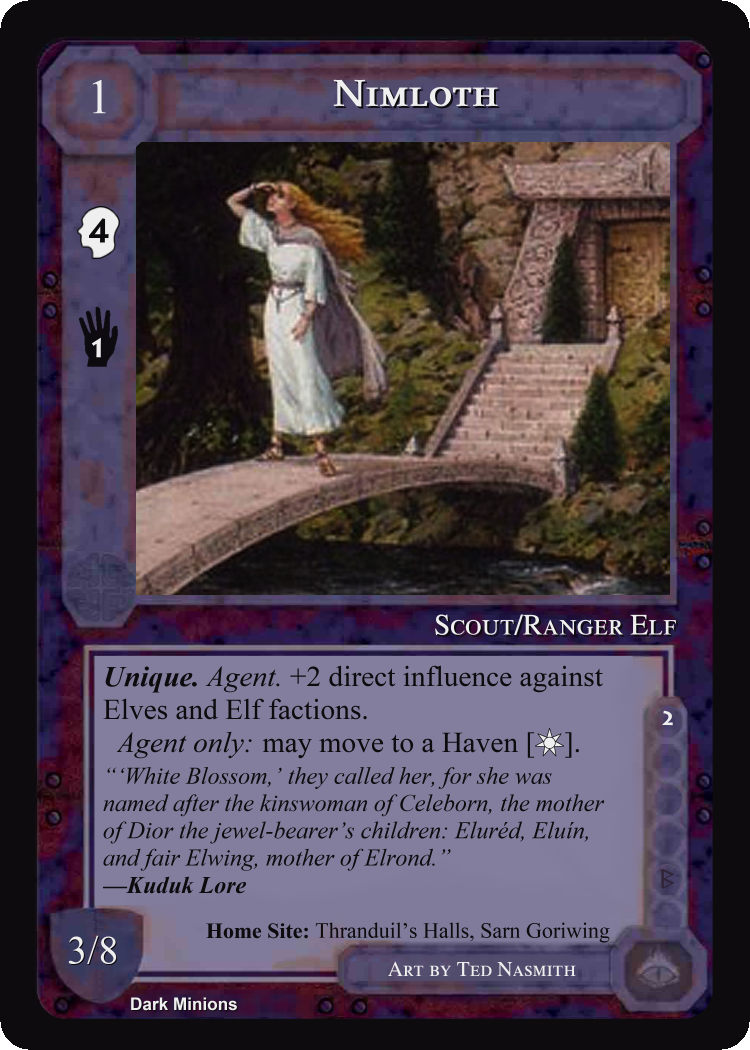 1
Nimloth
4
1
Scout/Ranger Elf
Unique. Agent. +2 direct influence against
Elves and Elf factions.
Agent only: may move to a Haven [].
2
“‘White Blossom,’ they called her, for she was
named after the kinswoman of Celeborn, the mother
of Dior the jewel-bearer’s children: Eluréd, Eluín,
and fair Elwing, mother of Elrond.”
—Kuduk Lore
Home Site: Thranduil’s Halls, Sarn Goriwing
3/8
Art by Ted Nasmith
Dark Minions